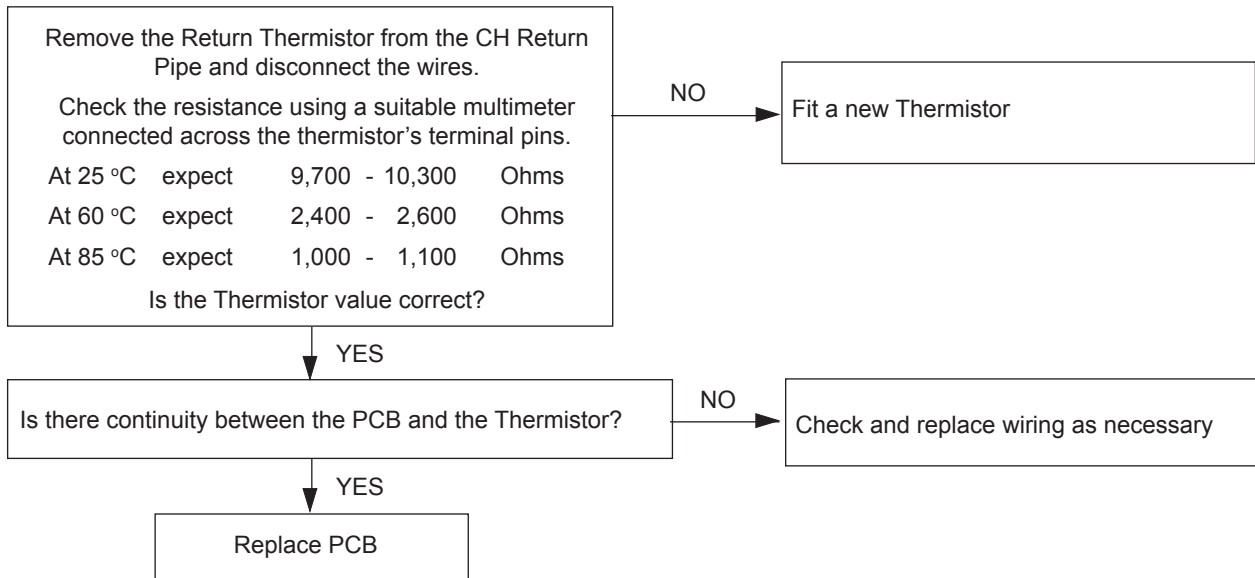 Remove the Return Thermistor from the CH Return
Pipe and disconnect the wires.
Check the resistance using a suitable multimeter
connected across the thermistor's terminal pins.
At 25 °C expect 9,700 - 10,300 Ohms
At 60 °C expect 2,400 - 2,600 Ohms
At 85 °C expect 1,000 - 1,100 Ohms
Is the Thermistor value correct?
NO
Fit a new Thermistor
YES
Is there continuity between the PCB and the Thermistor?
NO
Check and replace wiring as necessary
YES
Replace PCB